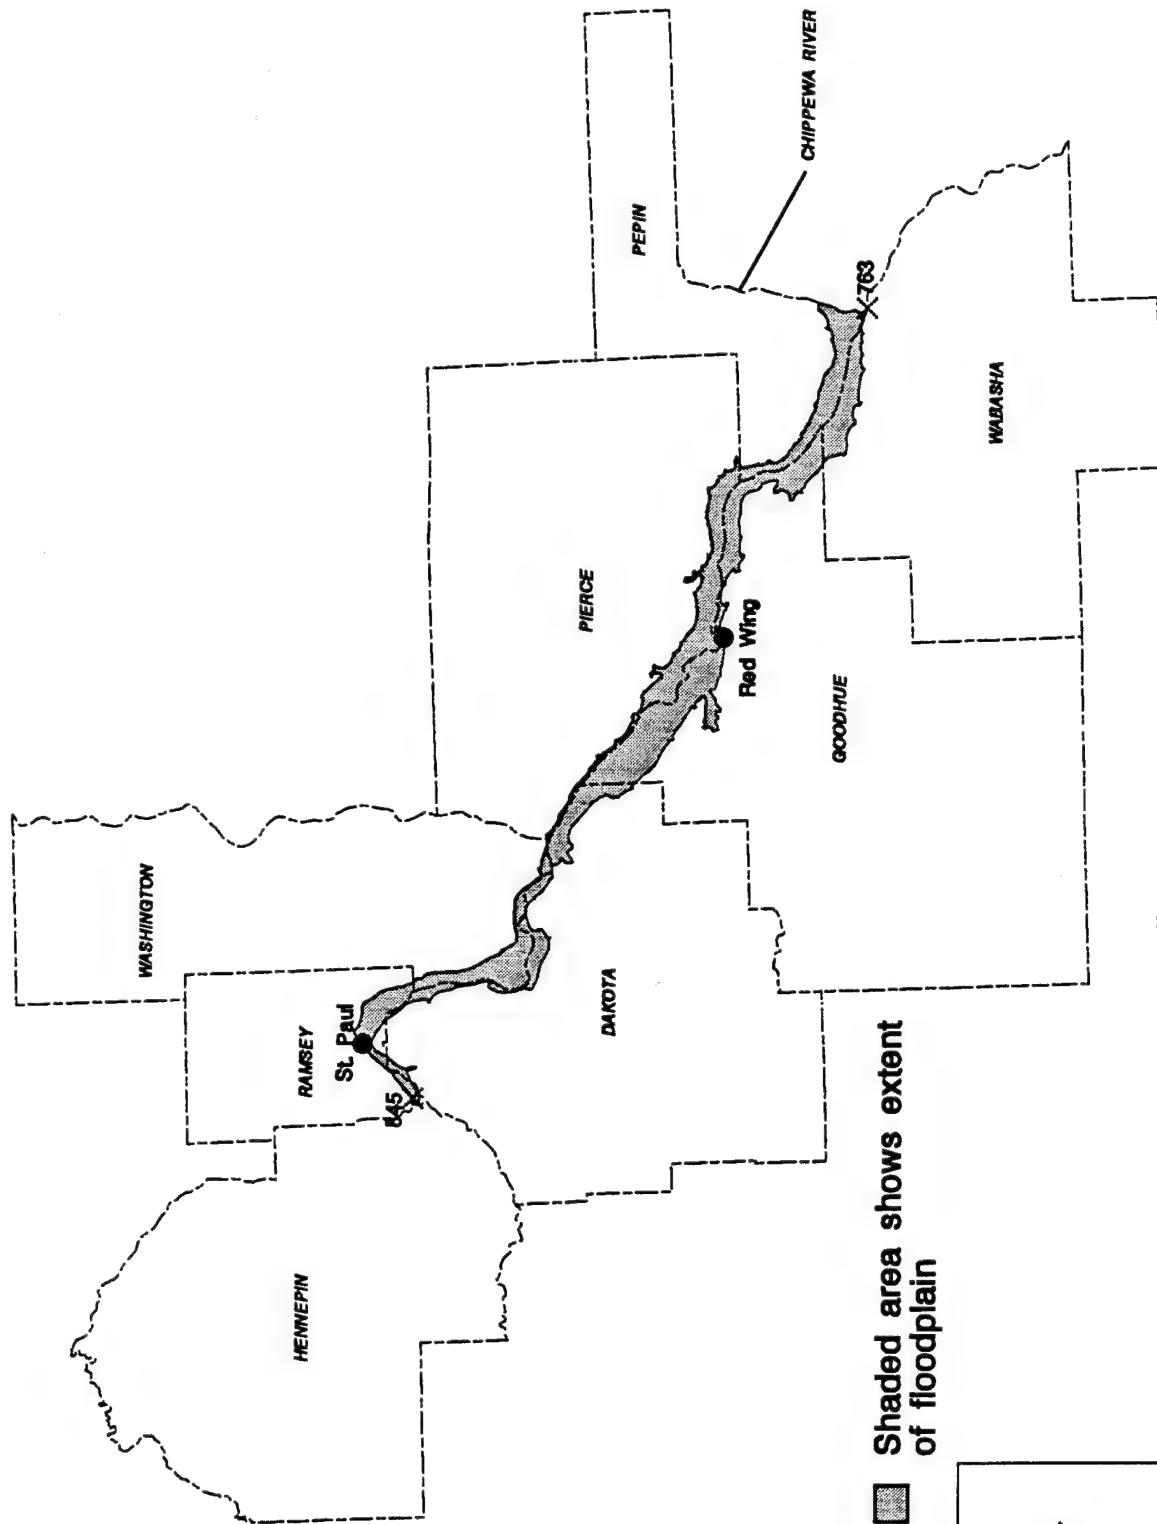 WASHINGTON
RAMSEY
St. Paul
HENNEPIN
845
DAKOTA
PIERCE
PEPIN
CHIPPEWA RIVER
Red Wing
GOODHUE
763
WABASHA
Shaded area shows extent
of floodplain